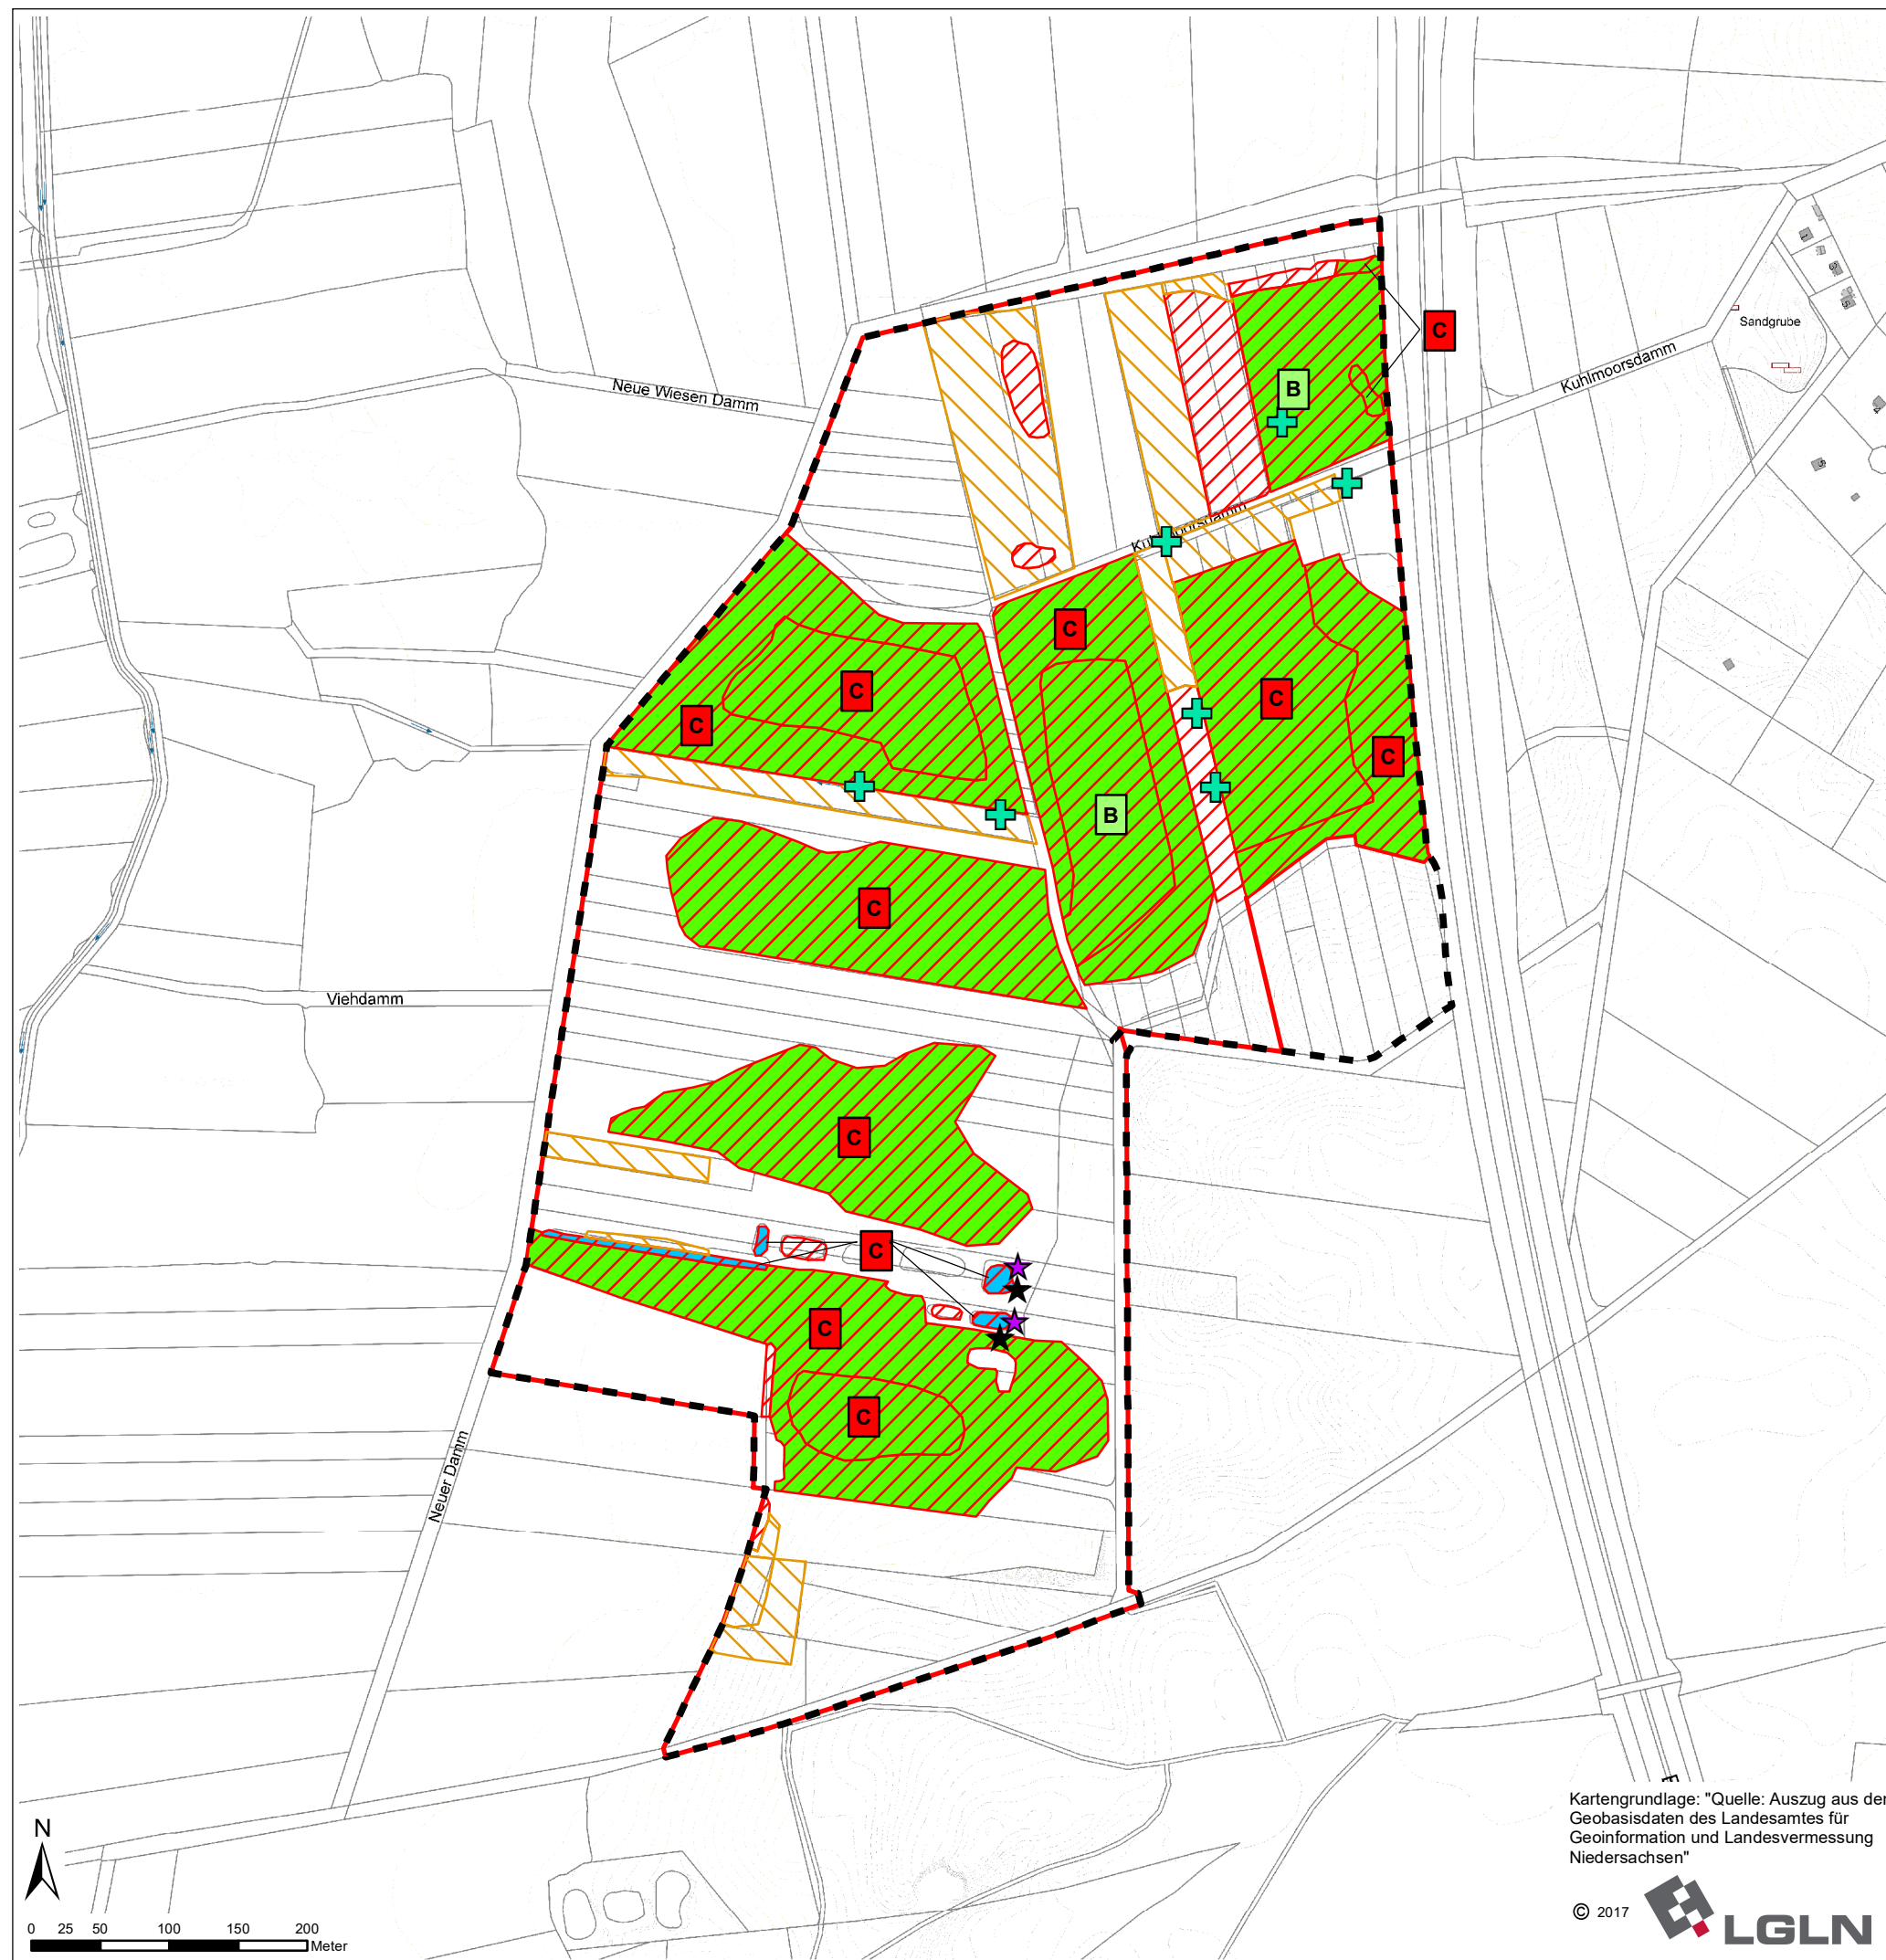 C
Sandgrube
Kuhlmoorsdamm
Neue Wiesen Damm
B
C
C
C
C
C
B
C
Viehdamm
C
C
C
C
Neuer Damm
Kartengrundlage: "Quelle: Auszug aus der
Geobasisdaten des Landesamtes für
Geoinformation und Landesvermessung
Niedersachsen"
© 2017
LGLN
N
0 25 50 100 150 200
Meter